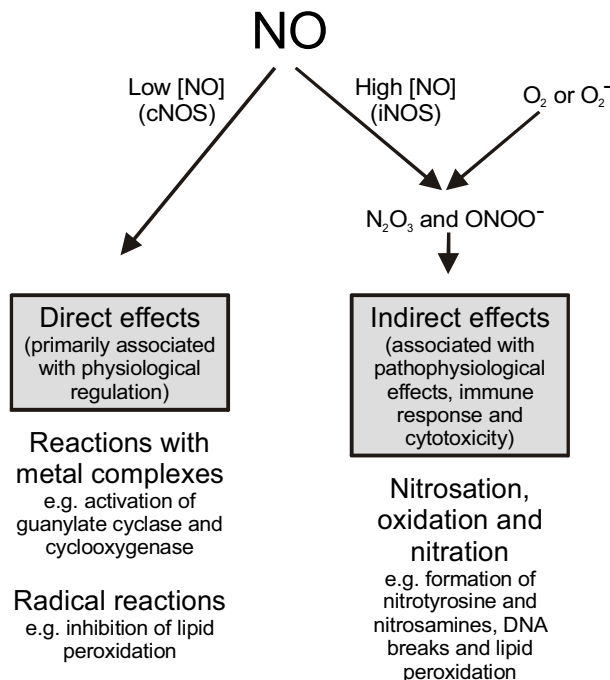 NO
Low [NO]
(cNOS)
High [NO]
(iNOS)
O₂ or O₂⁻
N₂O₃ and ONOO⁻
Direct effects
(primarily associated
with physiological
regulation)
Reactions with
metal complexes
e.g. activation of
guanylate cyclase and
cyclooxygenase
Radical reactions
e.g. inhibition of lipid
peroxidation
Indirect effects
(associated with
pathophysiological
effects, immune
response and
cytotoxicity)
Nitrosation,
oxidation and
nitration
e.g. formation of
nitrotyrosine and
nitrosamines, DNA
breaks and lipid
peroxidation